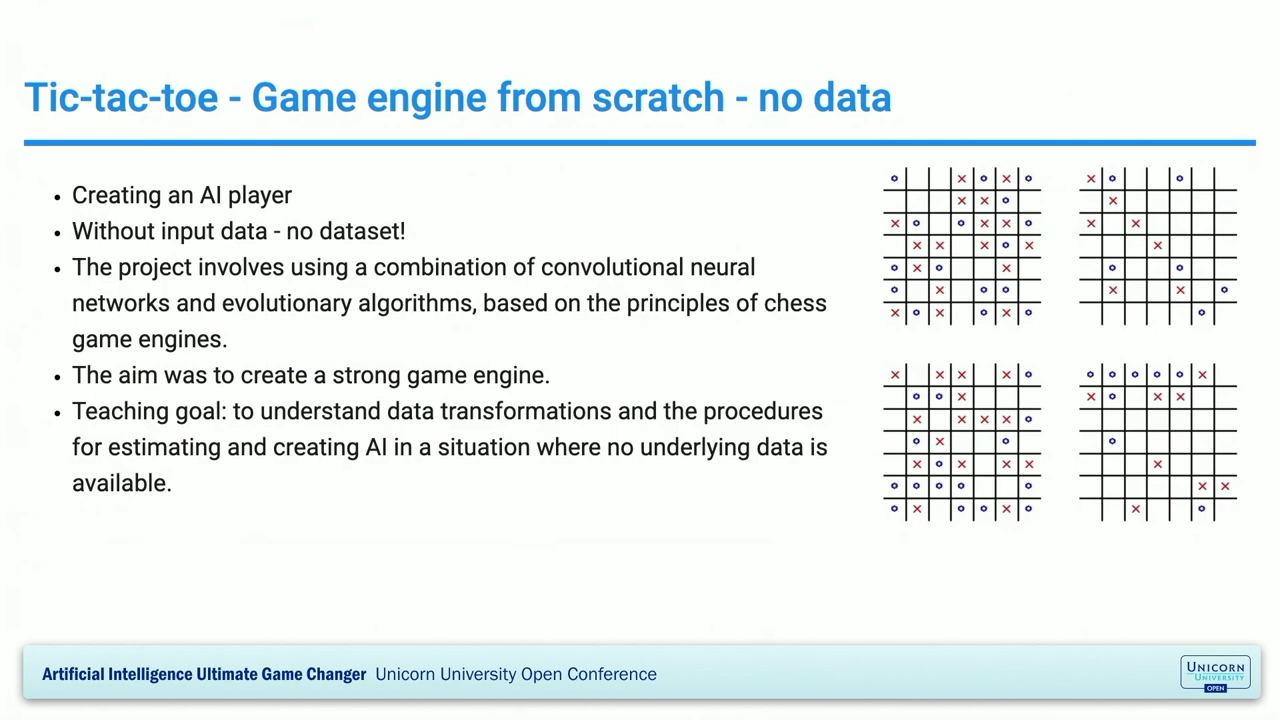 Tic-tac-toe - Game engine from scratch - no data
• Creating an AI player
• Without input data - no dataset!
• The project involves using a combination of convolutional neural
networks and evolutionary algorithms, based on the principles of chess
game engines.
• The aim was to create a strong game engine.
• Teaching goal: to understand data transformations and the procedures
for estimating and creating AI in a situation where no underlying data is
available.
Artificial Intelligence Ultimate Game Changer Unicorn University Open Conference
UNICORN
UNIVERSITY
OPEN